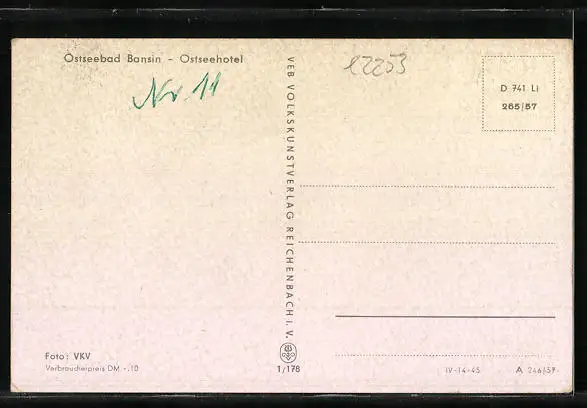 Ostseebad Bansin - Ostseehotel
Nr. 11
12253
D 741 Li
265/57
VEB VOLKSKUNSTVERLAG REICHENBACH I. V.
Foto: VKV
Verbraucherpreis DM -.10
1/178
IV-14-45
A 246/57